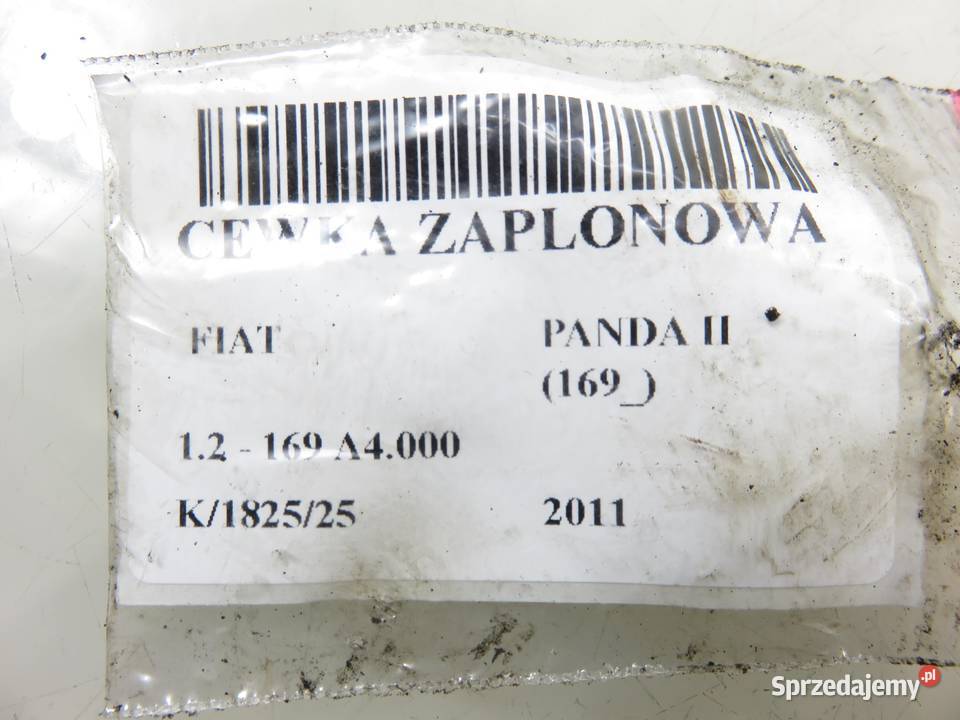 CEWKA ZAPLONOWA
FIAT PANDA II
(169_)
1.2 - 169 A4.000
K/1825/25 2011
Sprzedajemy.pl